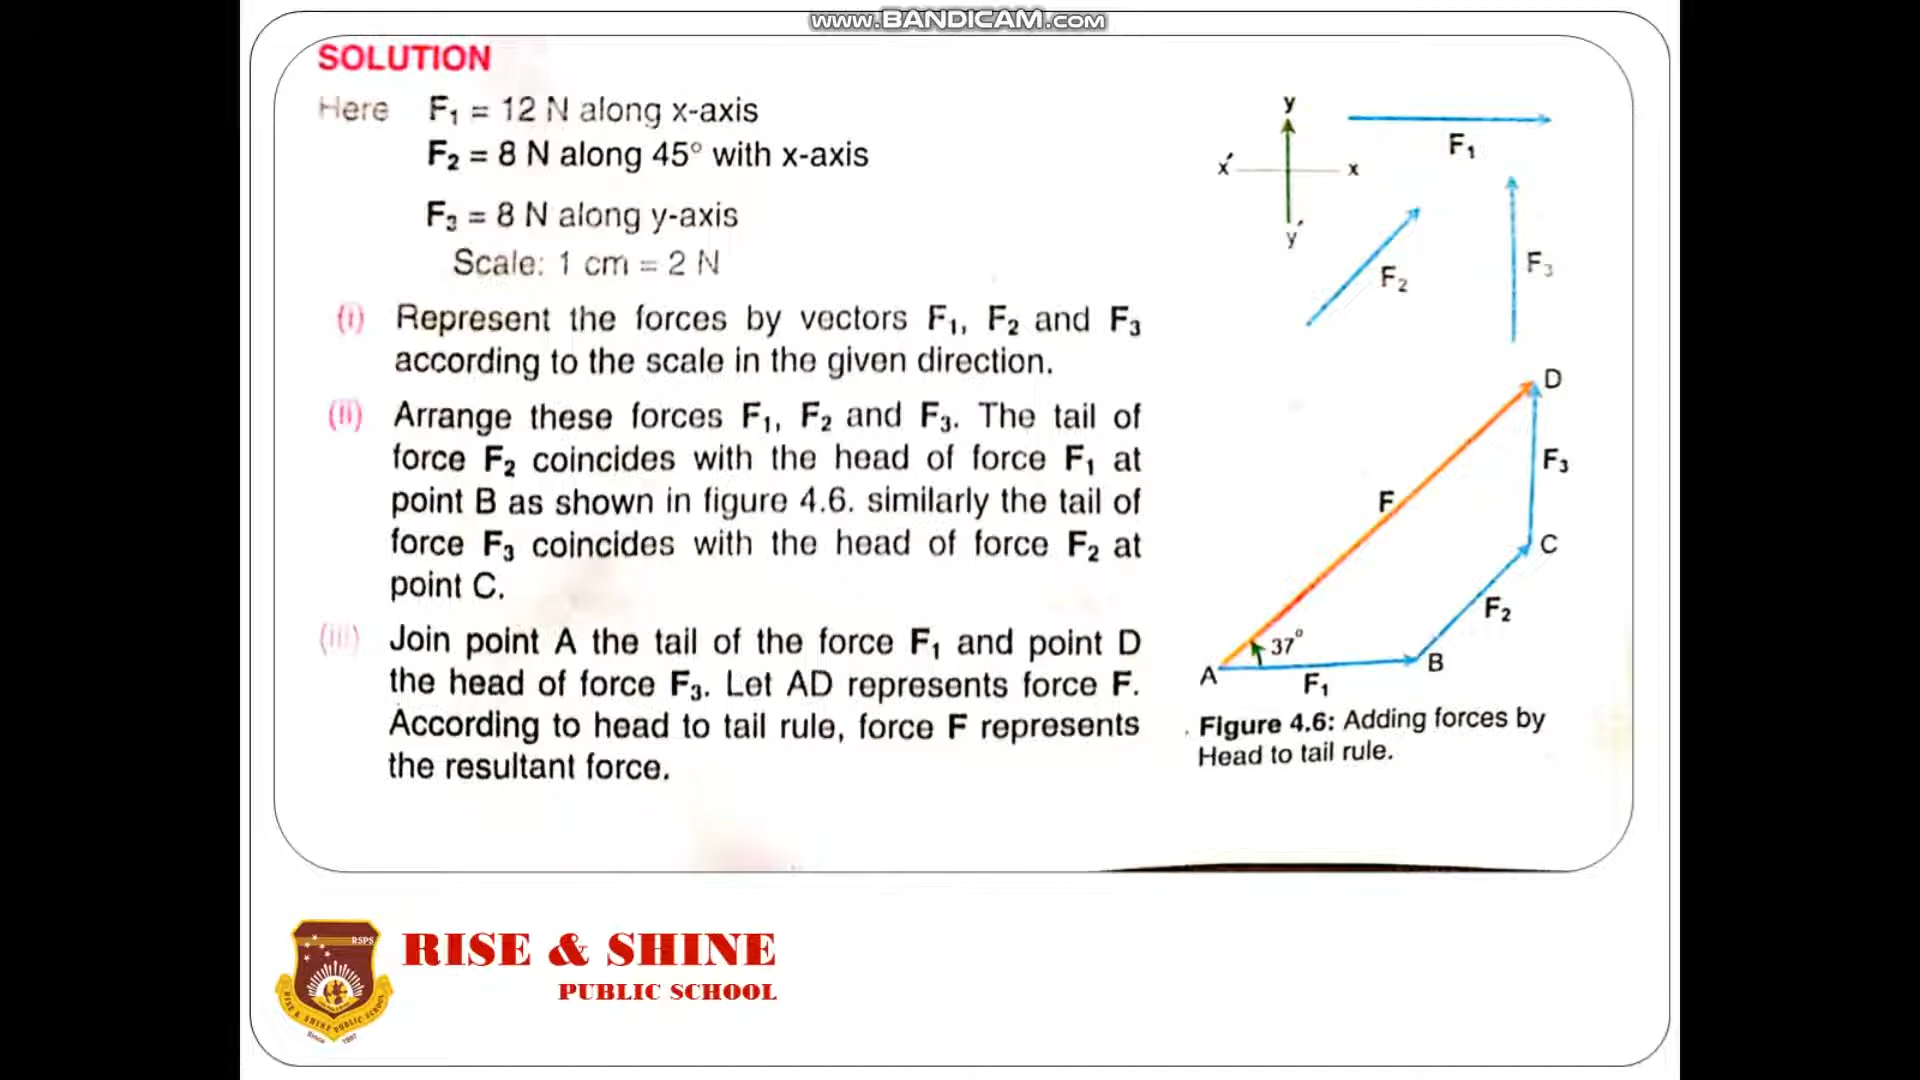 www.BANDICAM.com
SOLUTION
Here F₁ = 12 N along x-axis
F₂ = 8 N along 45° with x-axis
F₃ = 8 N along y-axis
Scale: 1 cm = 2 N
(i) Represent the forces by vectors F₁, F₂ and F₃
according to the scale in the given direction.
(ii) Arrange these forces F₁, F₂ and F₃. The tail of
force F₂ coincides with the head of force F₁ at
point B as shown in figure 4.6. similarly the tail of
force F₃ coincides with the head of force F₂ at
point C.
(iii) Join point A the tail of the force F₁ and point D
the head of force F₃. Let AD represents force F.
According to head to tail rule, force F represents
the resultant force.
y
F₁
x́ x
ý
F₂
F₃
D
F₃
F
C
F₂
37°
A B
F₁
Figure 4.6: Adding forces by
Head to tail rule.
RSPS
RISE & SHINE PUBLIC SCHOOL
Since 1997
RISE & SHINE
PUBLIC SCHOOL